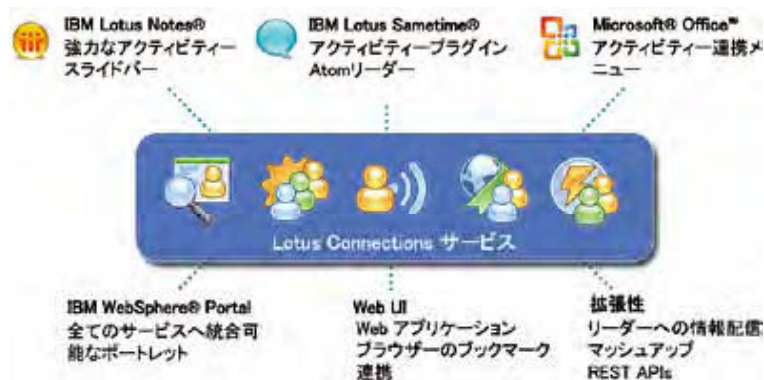 IBM Lotus Notes®
強力なアクティビティー
スライドバー
IBM Lotus Sametime®
アクティビティープラグイン
Atomリーダー
Microsoft® Office™
アクティビティー連携メ
ニュー
Lotus Connections サービス
IBM WebSphere® Portal
全てのサービスへ統合可
能なポートレット
Web UI
Web アプリケーション
ブラウザーのブックマーク
連携
拡張性
リーダーへの情報配信
マッシュアップ
REST APIs